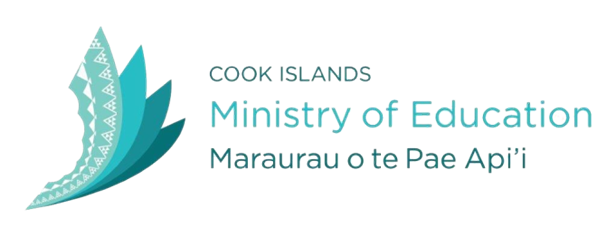 COOK ISLANDS
Ministry of Education
Maraurau o te Pae Api’i